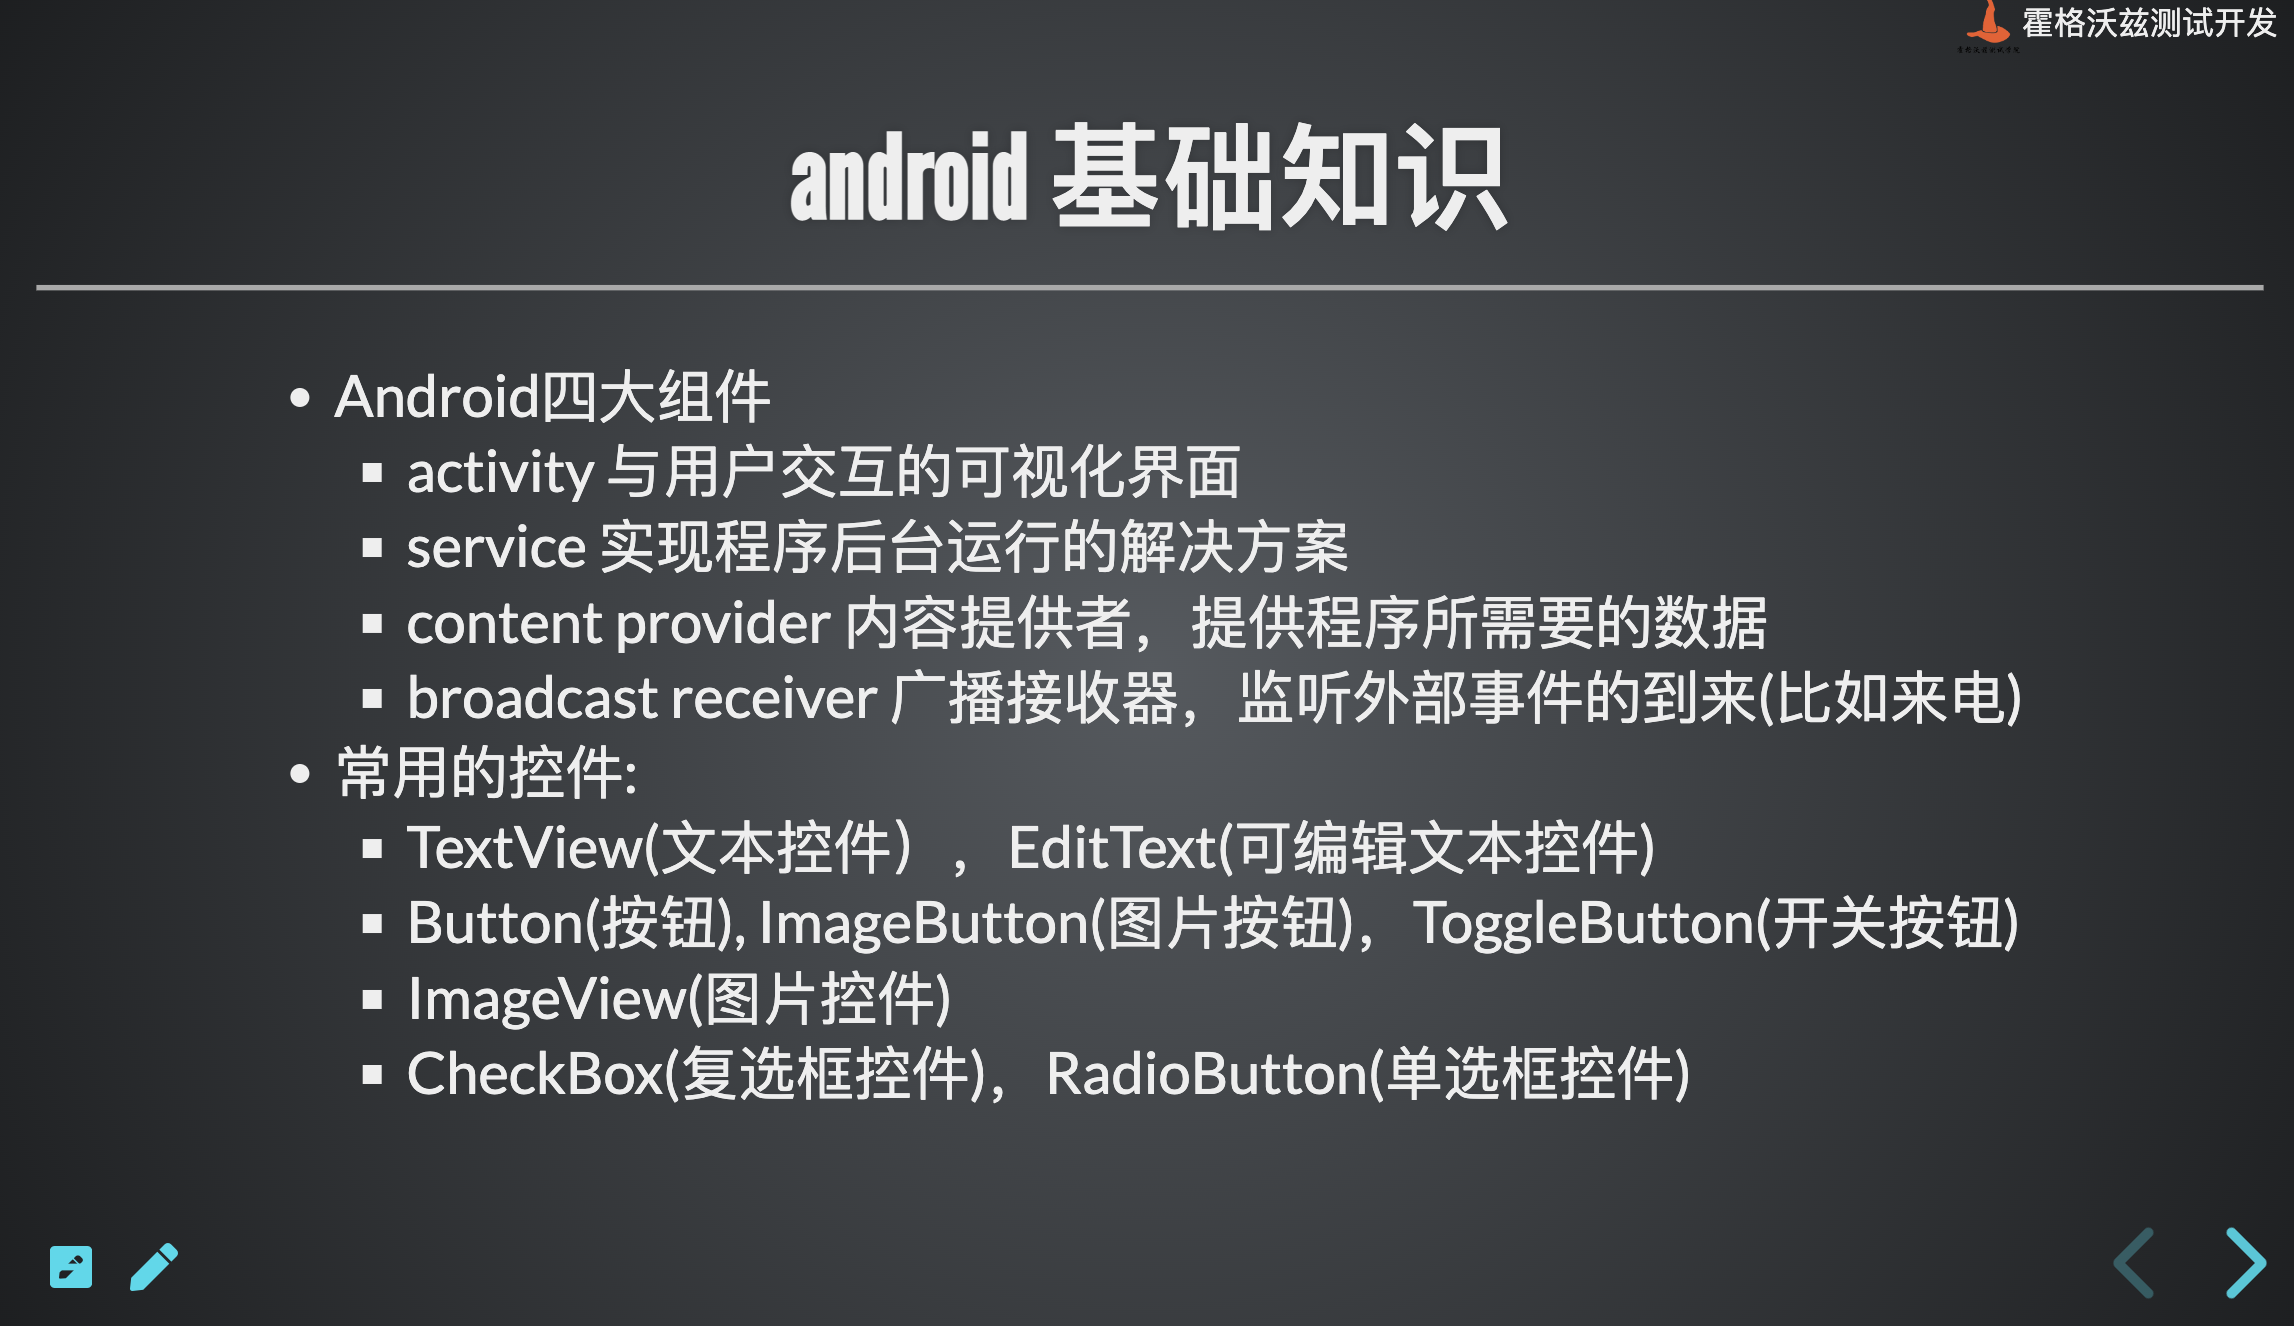 霍格沃兹测试开发
android 基础知识
Android四大组件
activity 与用户交互的可视化界面
service 实现程序后台运行的解决方案
content provider 内容提供者，提供程序所需要的数据
broadcast receiver 广播接收器，监听外部事件的到来(比如来电)
常用的控件:
TextView(文本控件），EditText(可编辑文本控件)
Button(按钮), ImageButton(图片按钮)，ToggleButton(开关按钮)
ImageView(图片控件)
CheckBox(复选框控件)，RadioButton(单选框控件)